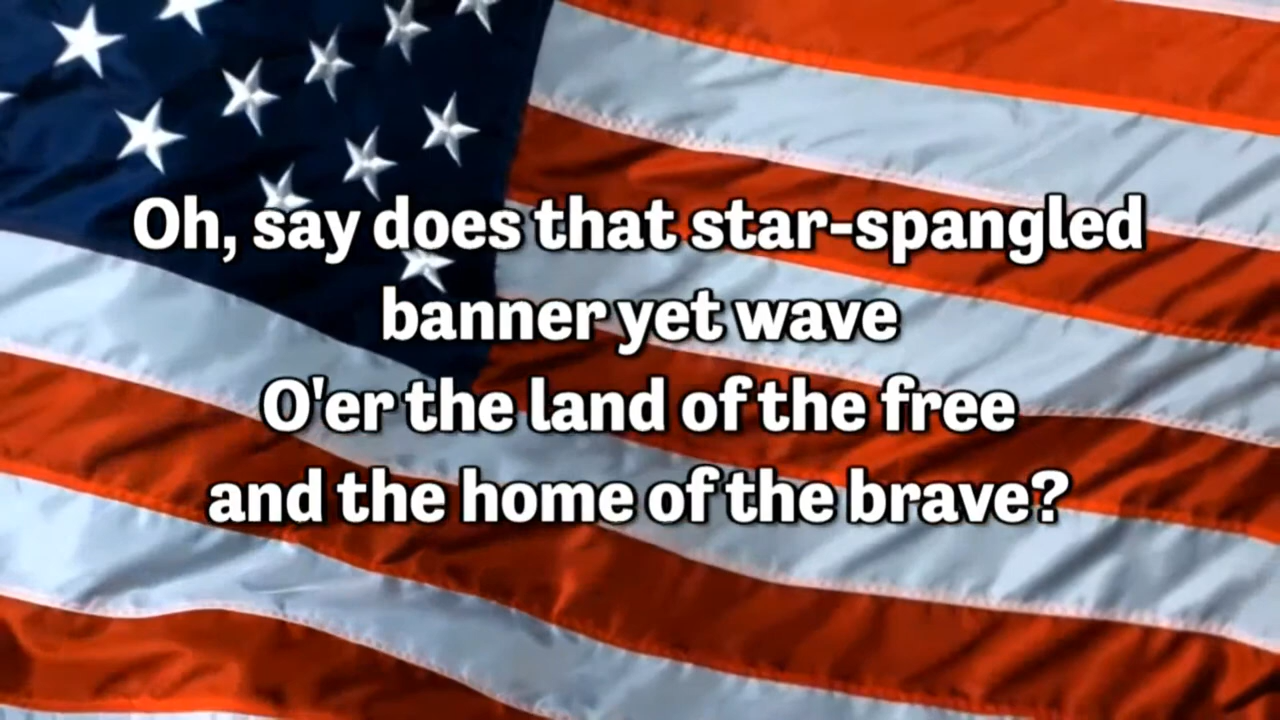 Oh, say does that star-spangled
banner yet wave
O'er the land of the free
and the home of the brave?